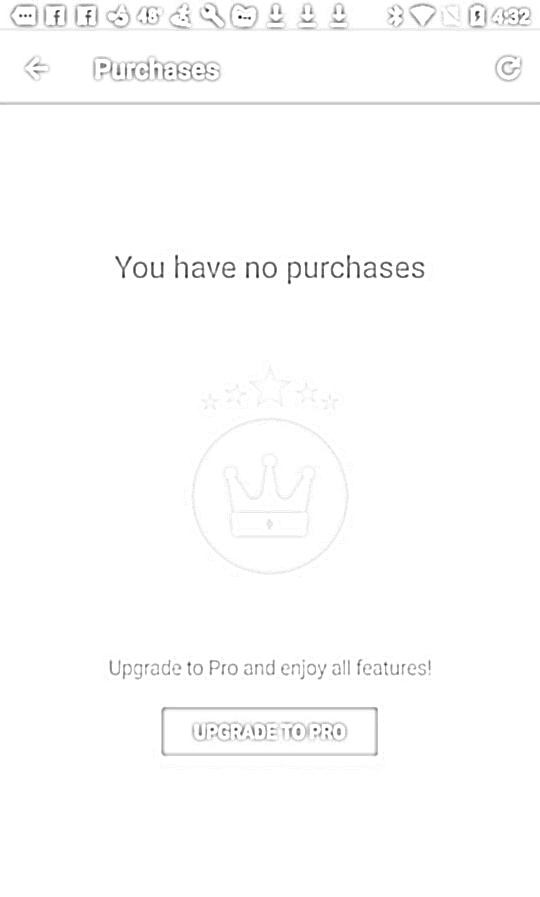 48° 4:32
Purchases
You have no purchases
Upgrade to Pro and enjoy all features!
UPGRADE TO PRO